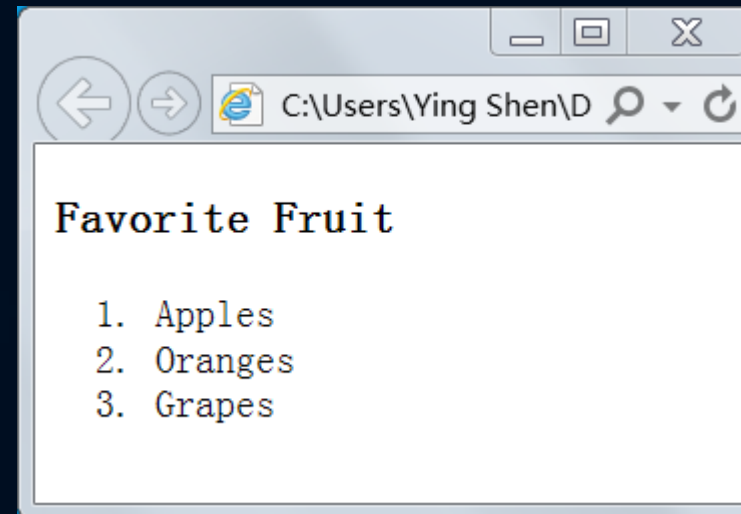 C:\Users\Ying Shen\D
Favorite Fruit
1. Apples
2. Oranges
3. Grapes